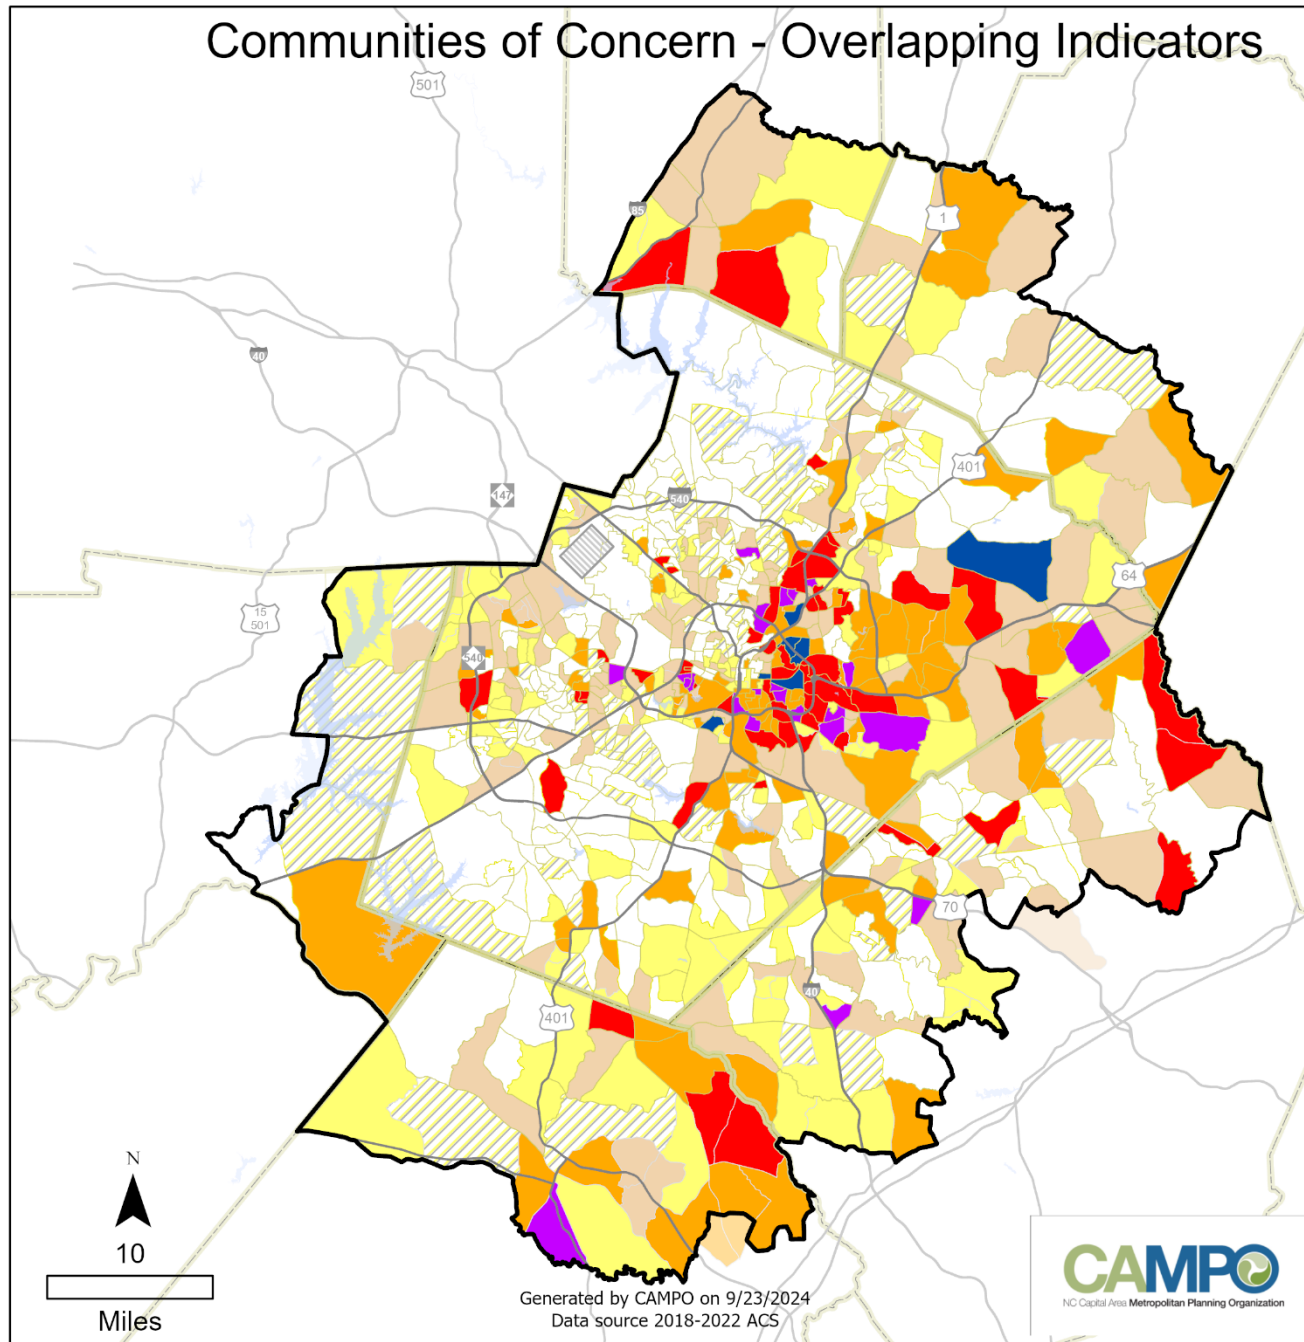 Communities of Concern - Overlapping Indicators
501
85
1
40
401
540
147
64
15
501
540
70
40
401
N
10
Miles
Generated by CAMPO on 9/23/2024
Data source 2018-2022 ACS
CAMPO
NC Capital Area Metropolitan Planning Organization